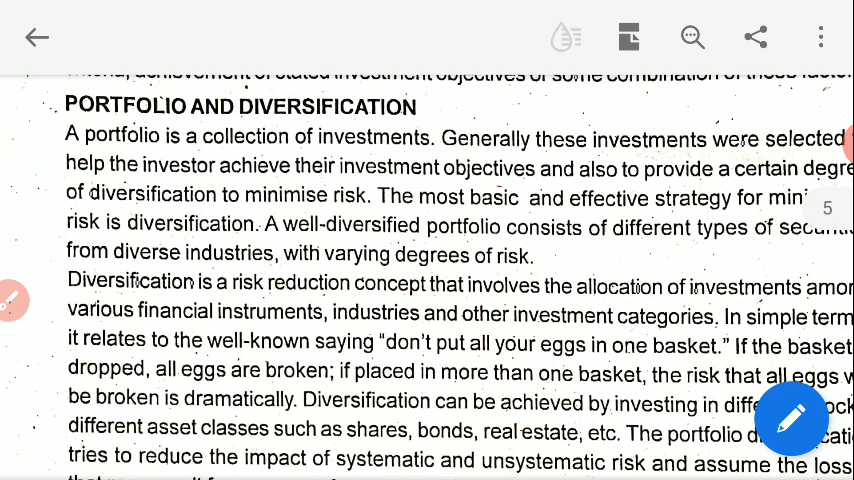 PORTFOLIO AND DIVERSIFICATION
A portfolio is a collection of investments. Generally these investments were selected
help the investor achieve their investment objectives and also to provide a certain degre
of diversification to minimise risk. The most basic and effective strategy for mini
5
risk is diversification. A well-diversified portfolio consists of different types of
from diverse industries, with varying degrees of risk.
Diversification is a risk reduction concept that involves the allocation of investments amon
various financial instruments, industries and other investment categories. In simple term
it relates to the well-known saying “don’t put all your eggs in one basket.” If the basket
dropped, all eggs are broken; if placed in more than one basket, the risk that all eggs w
be broken is dramatically. Diversification can be achieved by investing in diffe ock
different asset classes such as shares, bonds, real estate, etc. The portfolio d cati
tries to reduce the impact of systematic and unsystematic risk and assume the loss